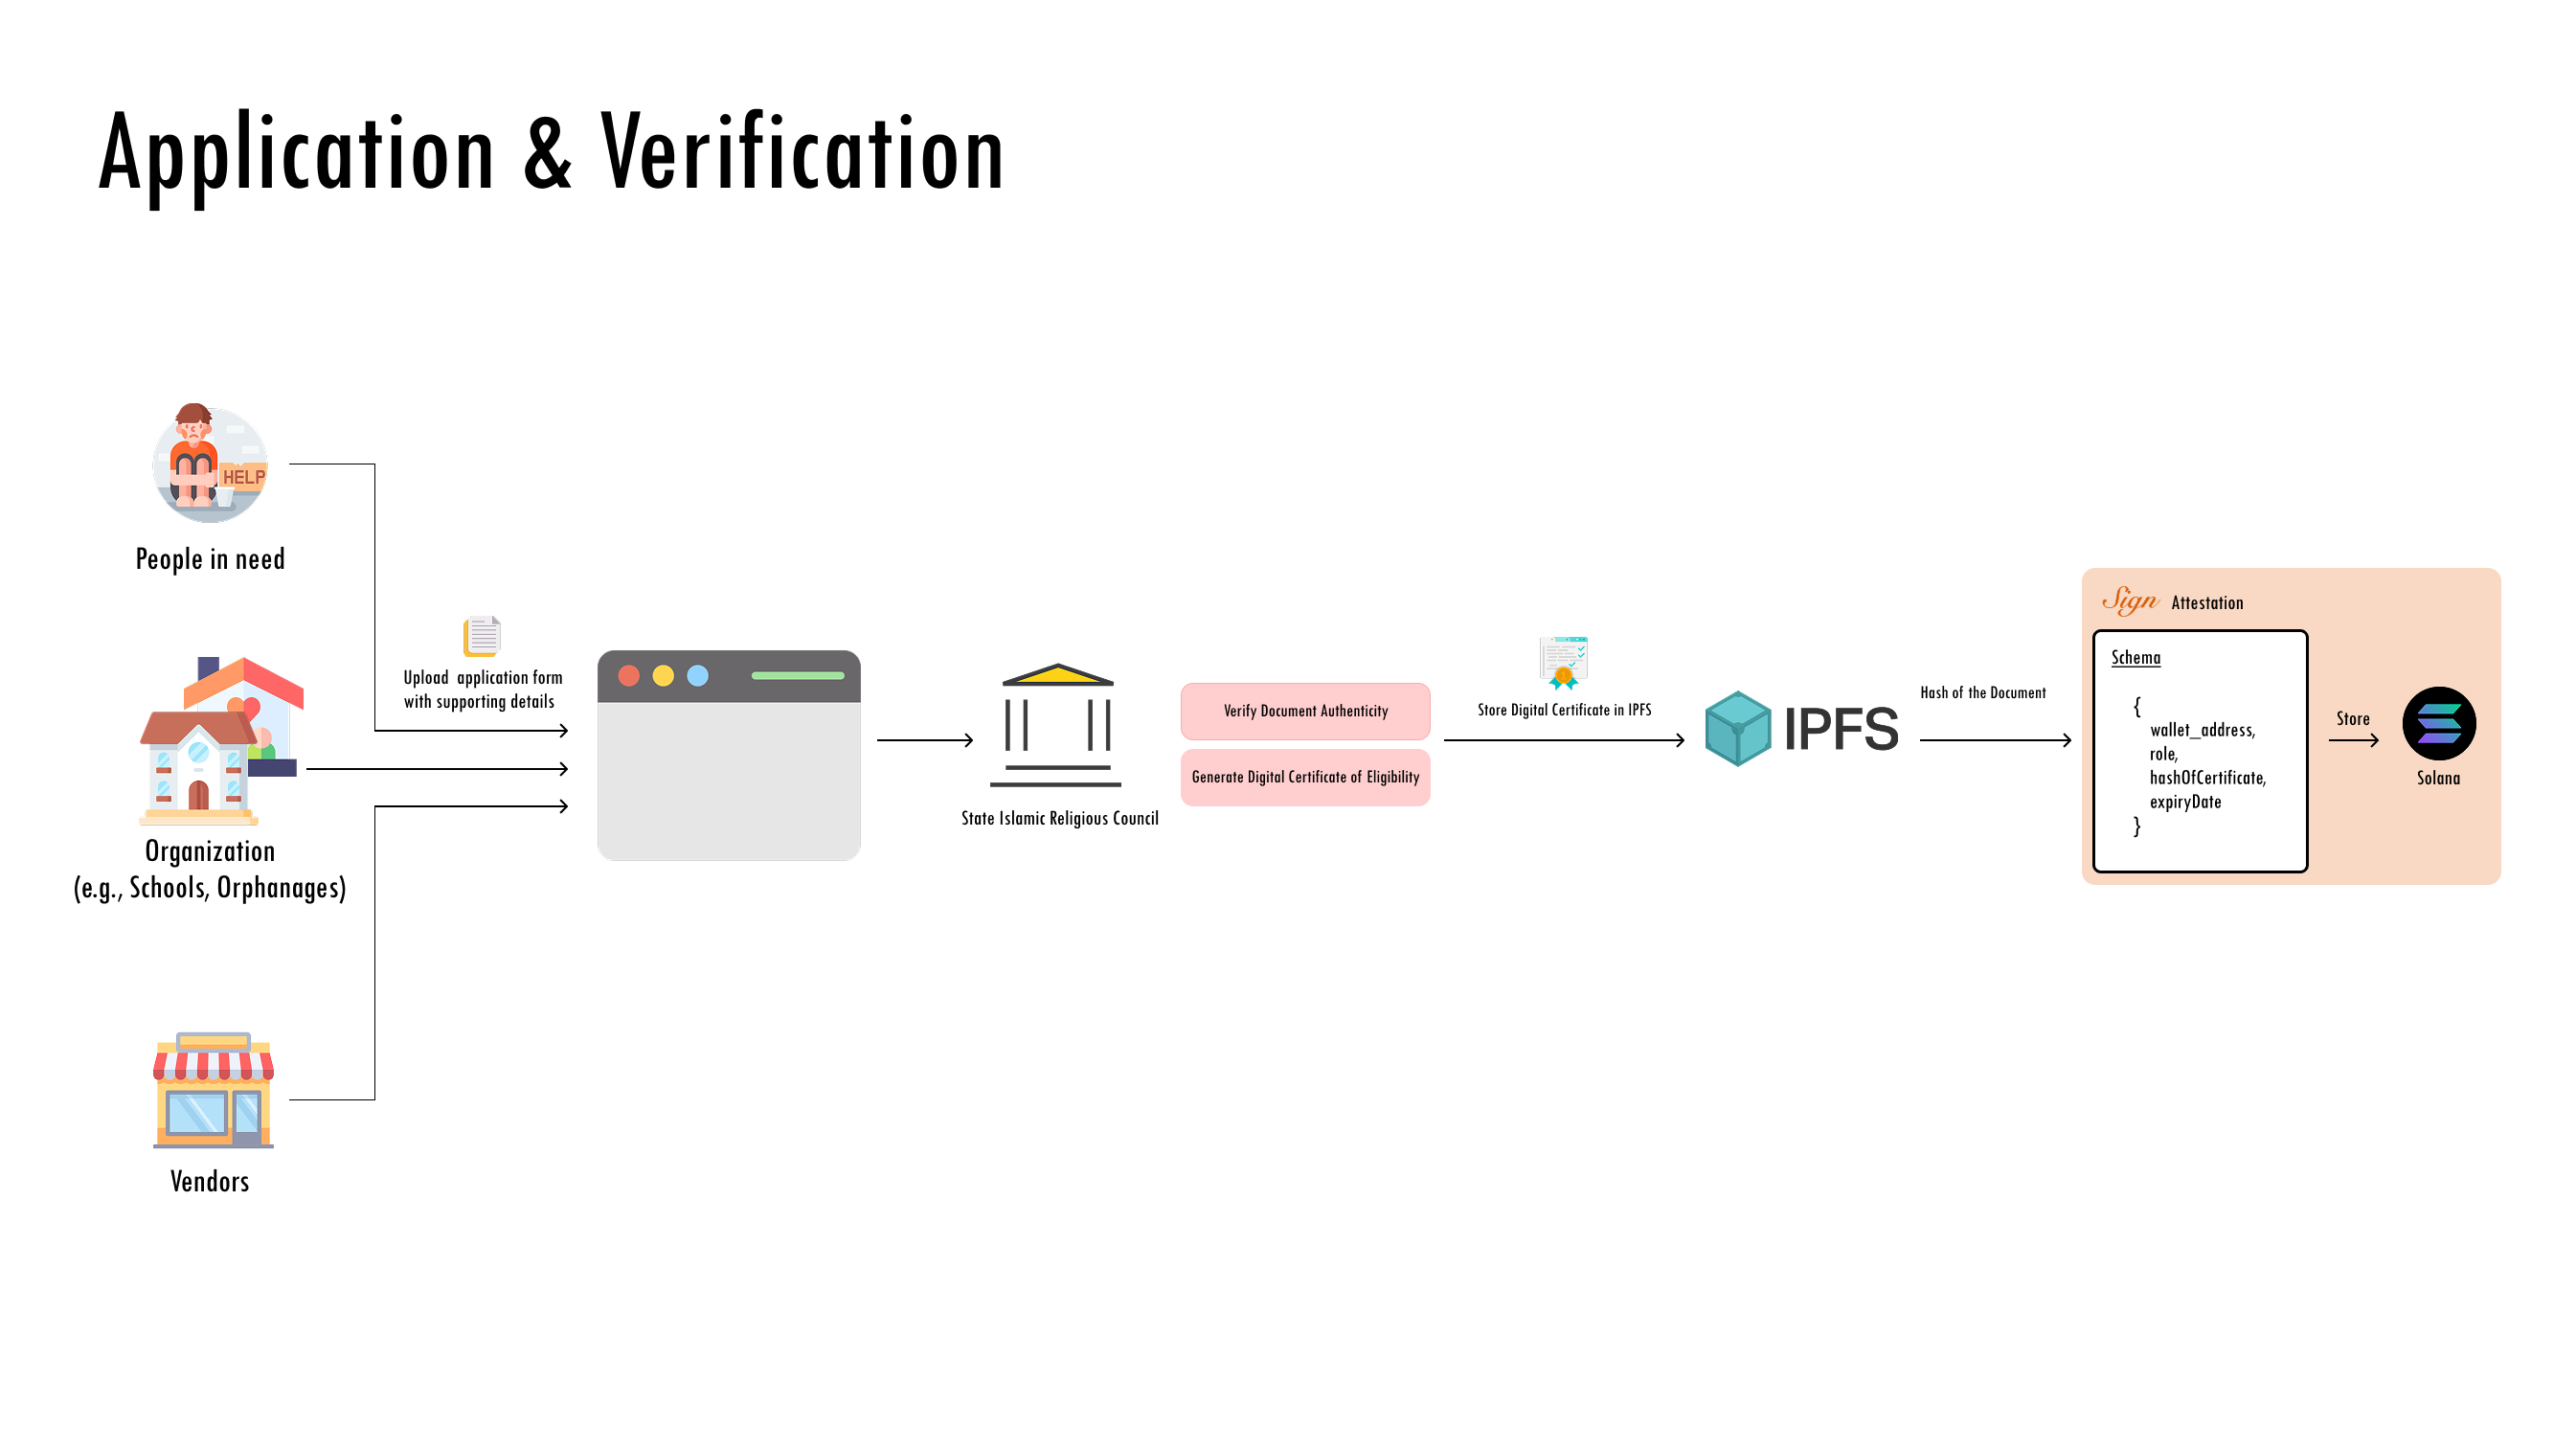 Application & Verification
HELP
People in need
Upload application form
with supporting details
Organization
(e.g., Schools, Orphanages)
Vendors
State Islamic Religious Council
Verify Document Authenticity
Generate Digital Certificate of Eligibility
Store Digital Certificate in IPFS
IPFS
Hash of the Document
Sign Attestation
Schema
{
wallet_address,
role,
hashOfCertificate,
expiryDate
}
Store
Solana